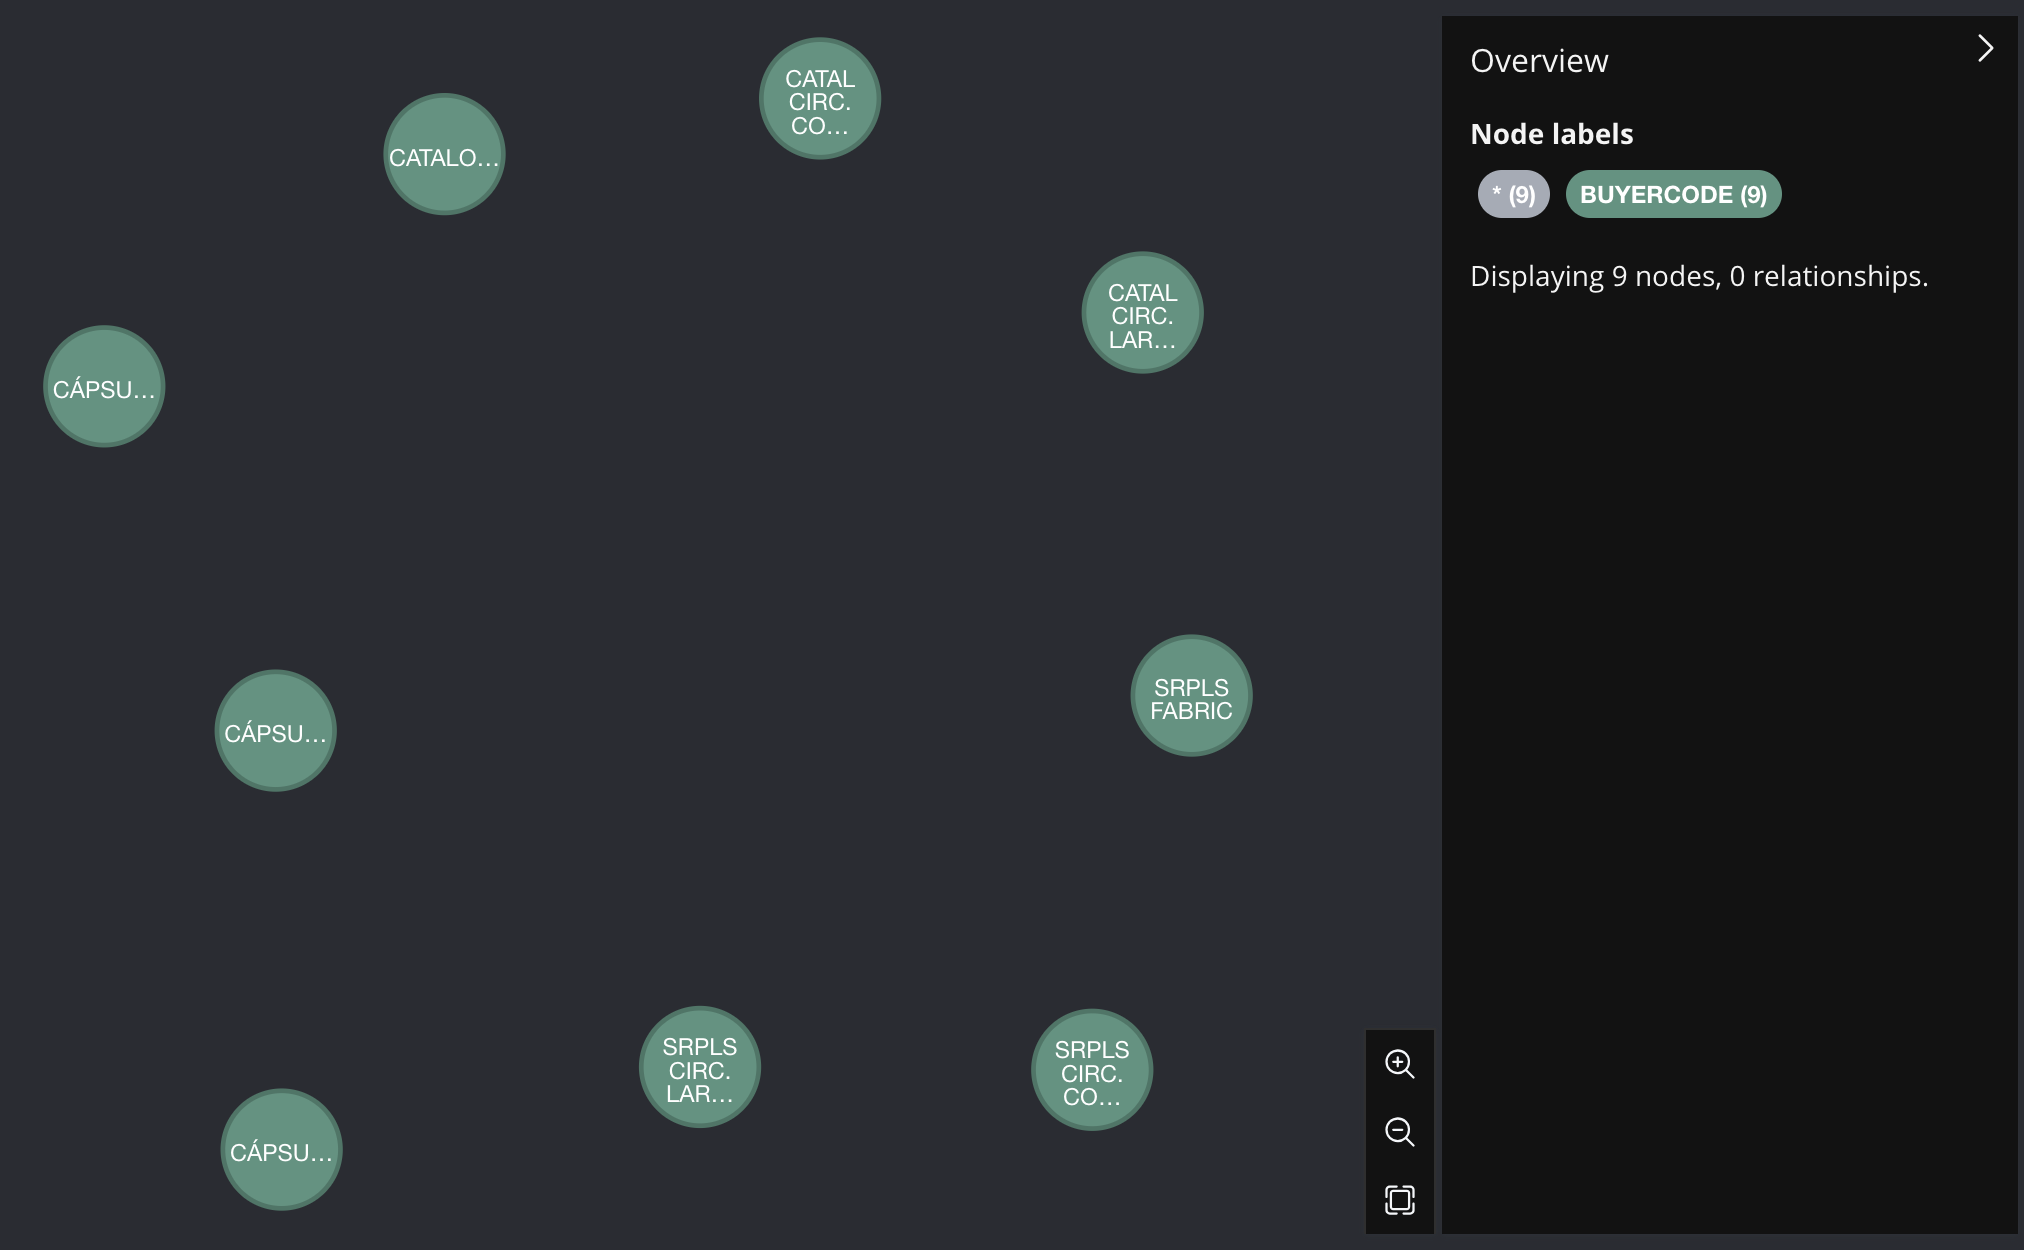 CATAL
CIRC.
CO...
CATALO...
CATAL
CIRC.
LAR...
CÁPSU...
SRPLS
FABRIC
CÁPSU...
SRPLS
CIRC.
LAR...
SRPLS
CIRC.
CO...
CÁPSU...
Overview
Node labels
* (9) BUYERCODE (9)
Displaying 9 nodes, 0 relationships.